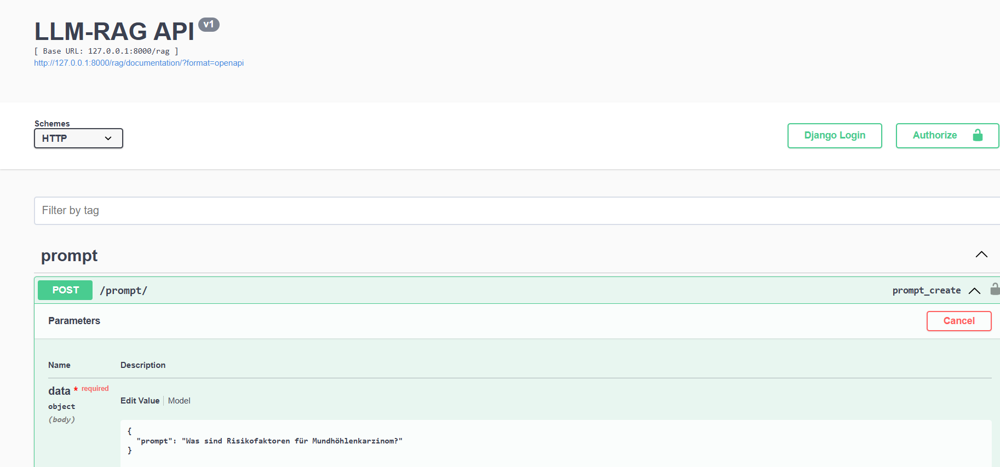 LLM-RAG API v1
[ Base URL: 127.0.0.1:8000/rag ]
http://127.0.0.1:8000/rag/documentation/?format=openapi
Schemes
HTTP
Django Login
Authorize
Filter by tag
prompt
POST /prompt/ prompt_create
Parameters Cancel
Name Description
data * required
object
(body)
Edit Value Model
{
"prompt": "Was sind Risikofaktoren für Mundhöhlenkarzinom?"
}